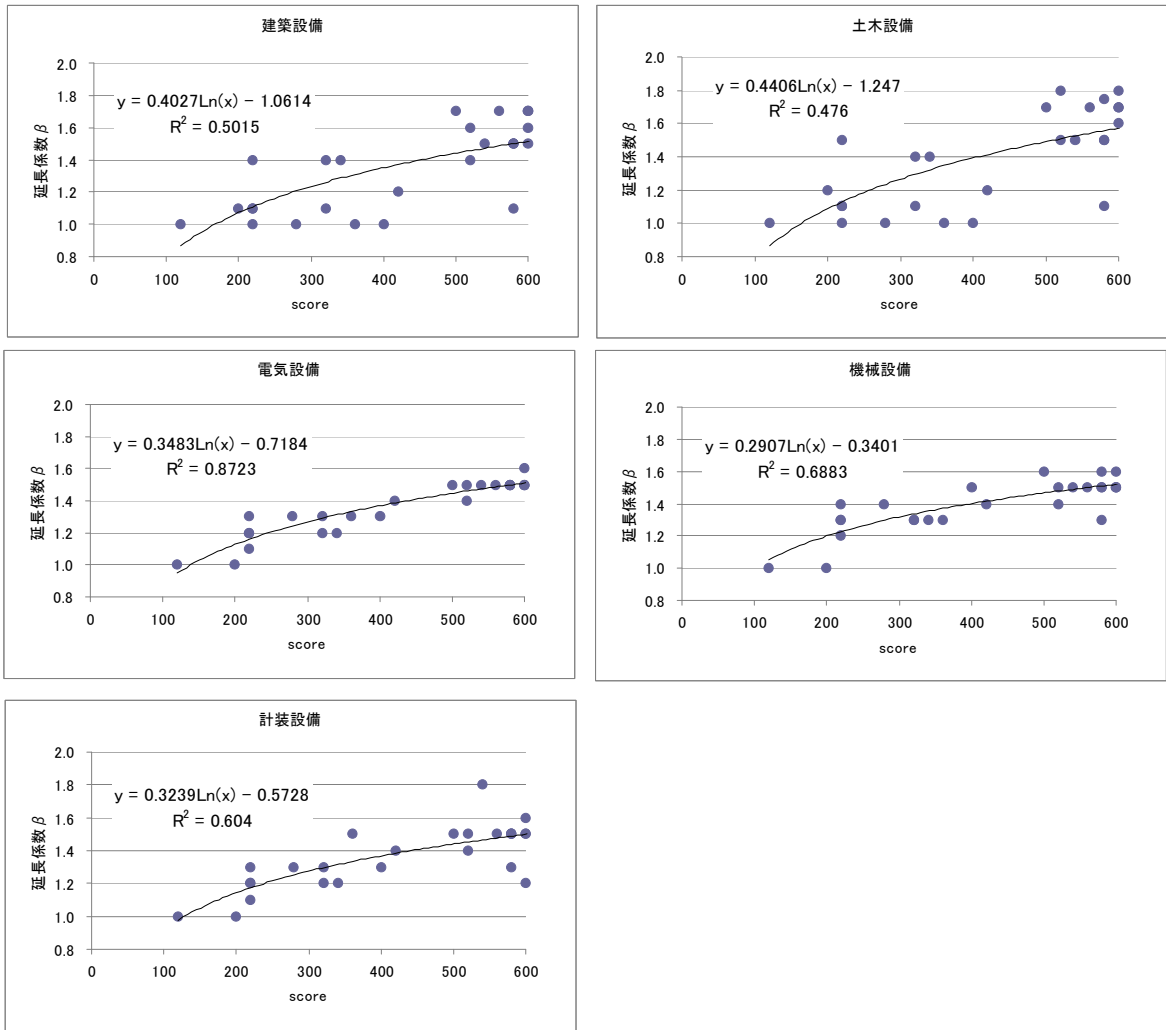 建築設備
2.0
1.8
1.6
1.4
1.2
1.0
0.8
延長係数β
y = 0.4027Ln(x) − 1.0614
R² = 0.5015
0 100 200 300 400 500 600
score
土木設備
2.0
1.8
1.6
1.4
1.2
1.0
0.8
延長係数β
y = 0.4406Ln(x) − 1.247
R² = 0.476
0 100 200 300 400 500 600
score
電気設備
2.0
1.8
1.6
1.4
1.2
1.0
0.8
延長係数β
y = 0.3483Ln(x) − 0.7184
R² = 0.8723
0 100 200 300 400 500 600
score
機械設備
2.0
1.8
1.6
1.4
1.2
1.0
0.8
延長係数β
y = 0.2907Ln(x) − 0.3401
R² = 0.6883
0 100 200 300 400 500 600
score
計装設備
2.0
1.8
1.6
1.4
1.2
1.0
0.8
延長係数β
y = 0.3239Ln(x) − 0.5728
R² = 0.604
0 100 200 300 400 500 600
score